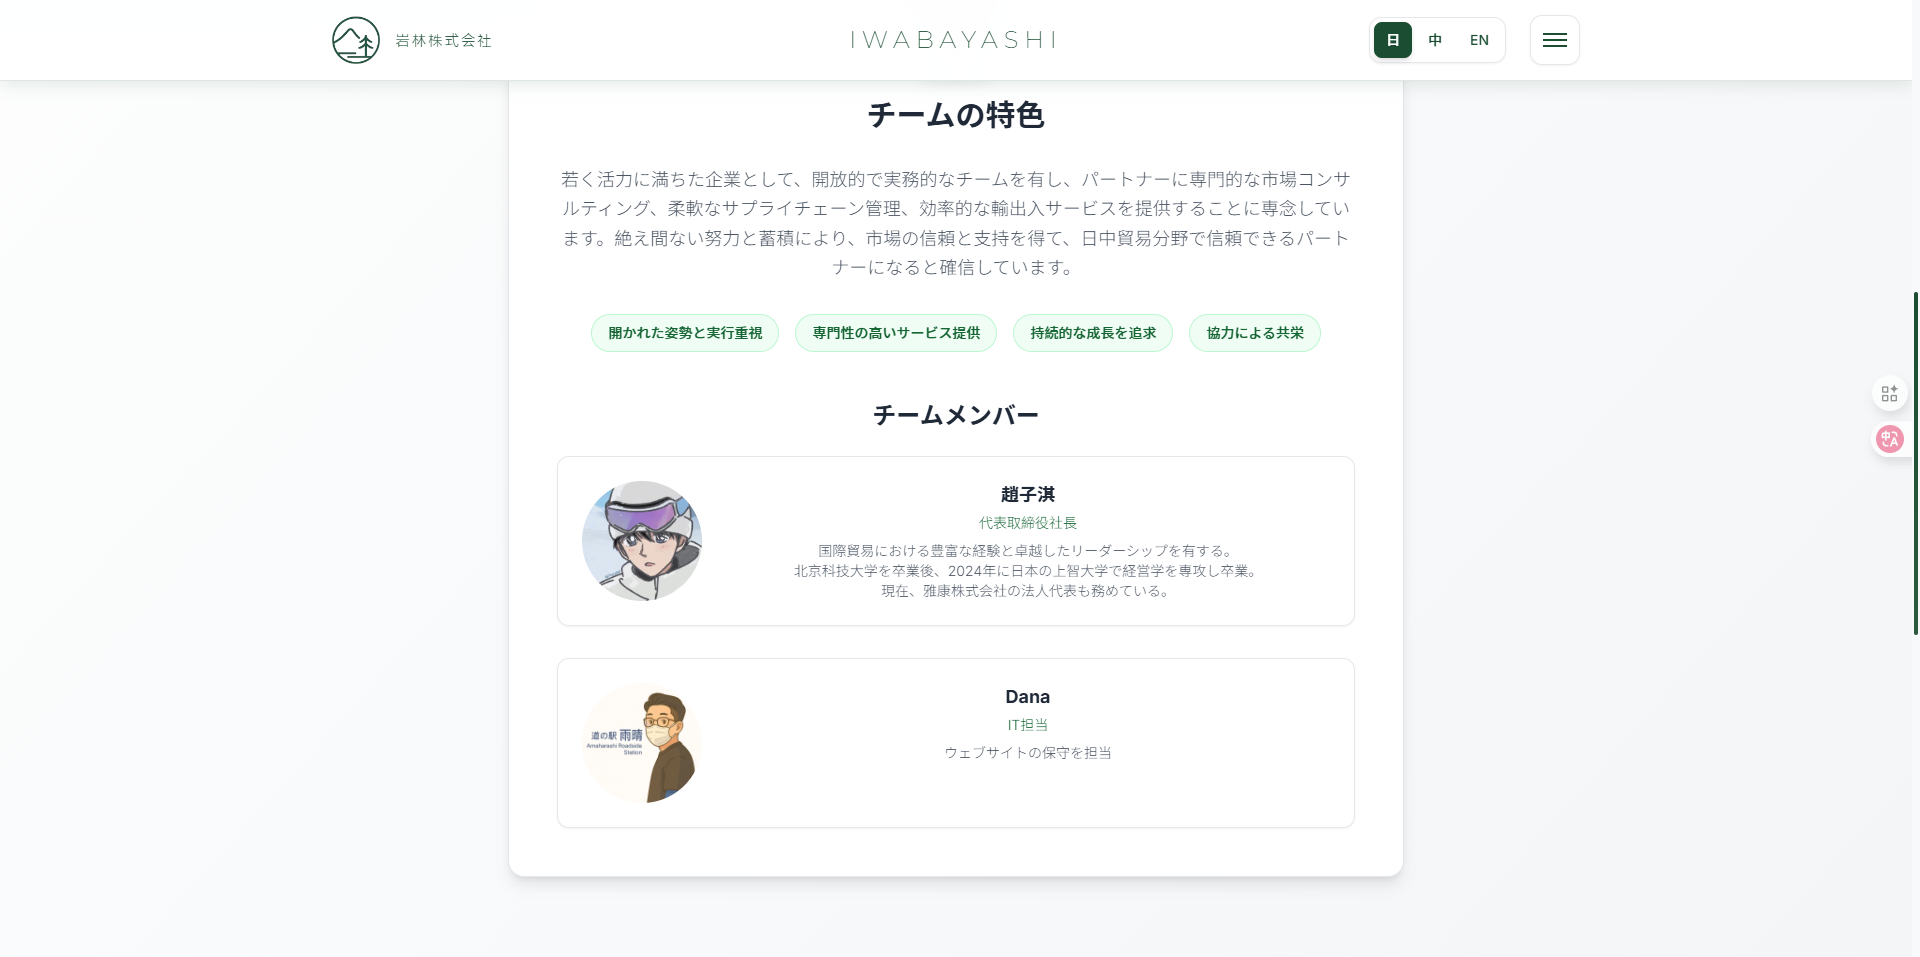 岩林株式会社
IWABAYASHI
日 中 EN
チームの特色
若く活力に満ちた企業として、開放的で実務的なチームを有し、パートナーに専門的な市場コンサ
ルティング、柔軟なサプライチェーン管理、効率的な輸出入サービスを提供することに専念してい
ます。絶え間ない努力と蓄積により、市場の信頼と支持を得て、日中貿易分野で信頼できるパート
ナーになると確信しています。
開かれた姿勢と実行重視
専門性の高いサービス提供
持続的な成長を追求
協力による共栄
チームメンバー
趙子淇
代表取締役社長
国際貿易における豊富な経験と卓越したリーダーシップを有する。
北京科技大学を卒業後、2024年に日本の上智大学で経営学を専攻し卒業。
現在、雅康株式会社の法人代表も務めている。
道の駅 雨晴
Amaharashi Roadside
Station
Dana
IT担当
ウェブサイトの保守を担当
中A